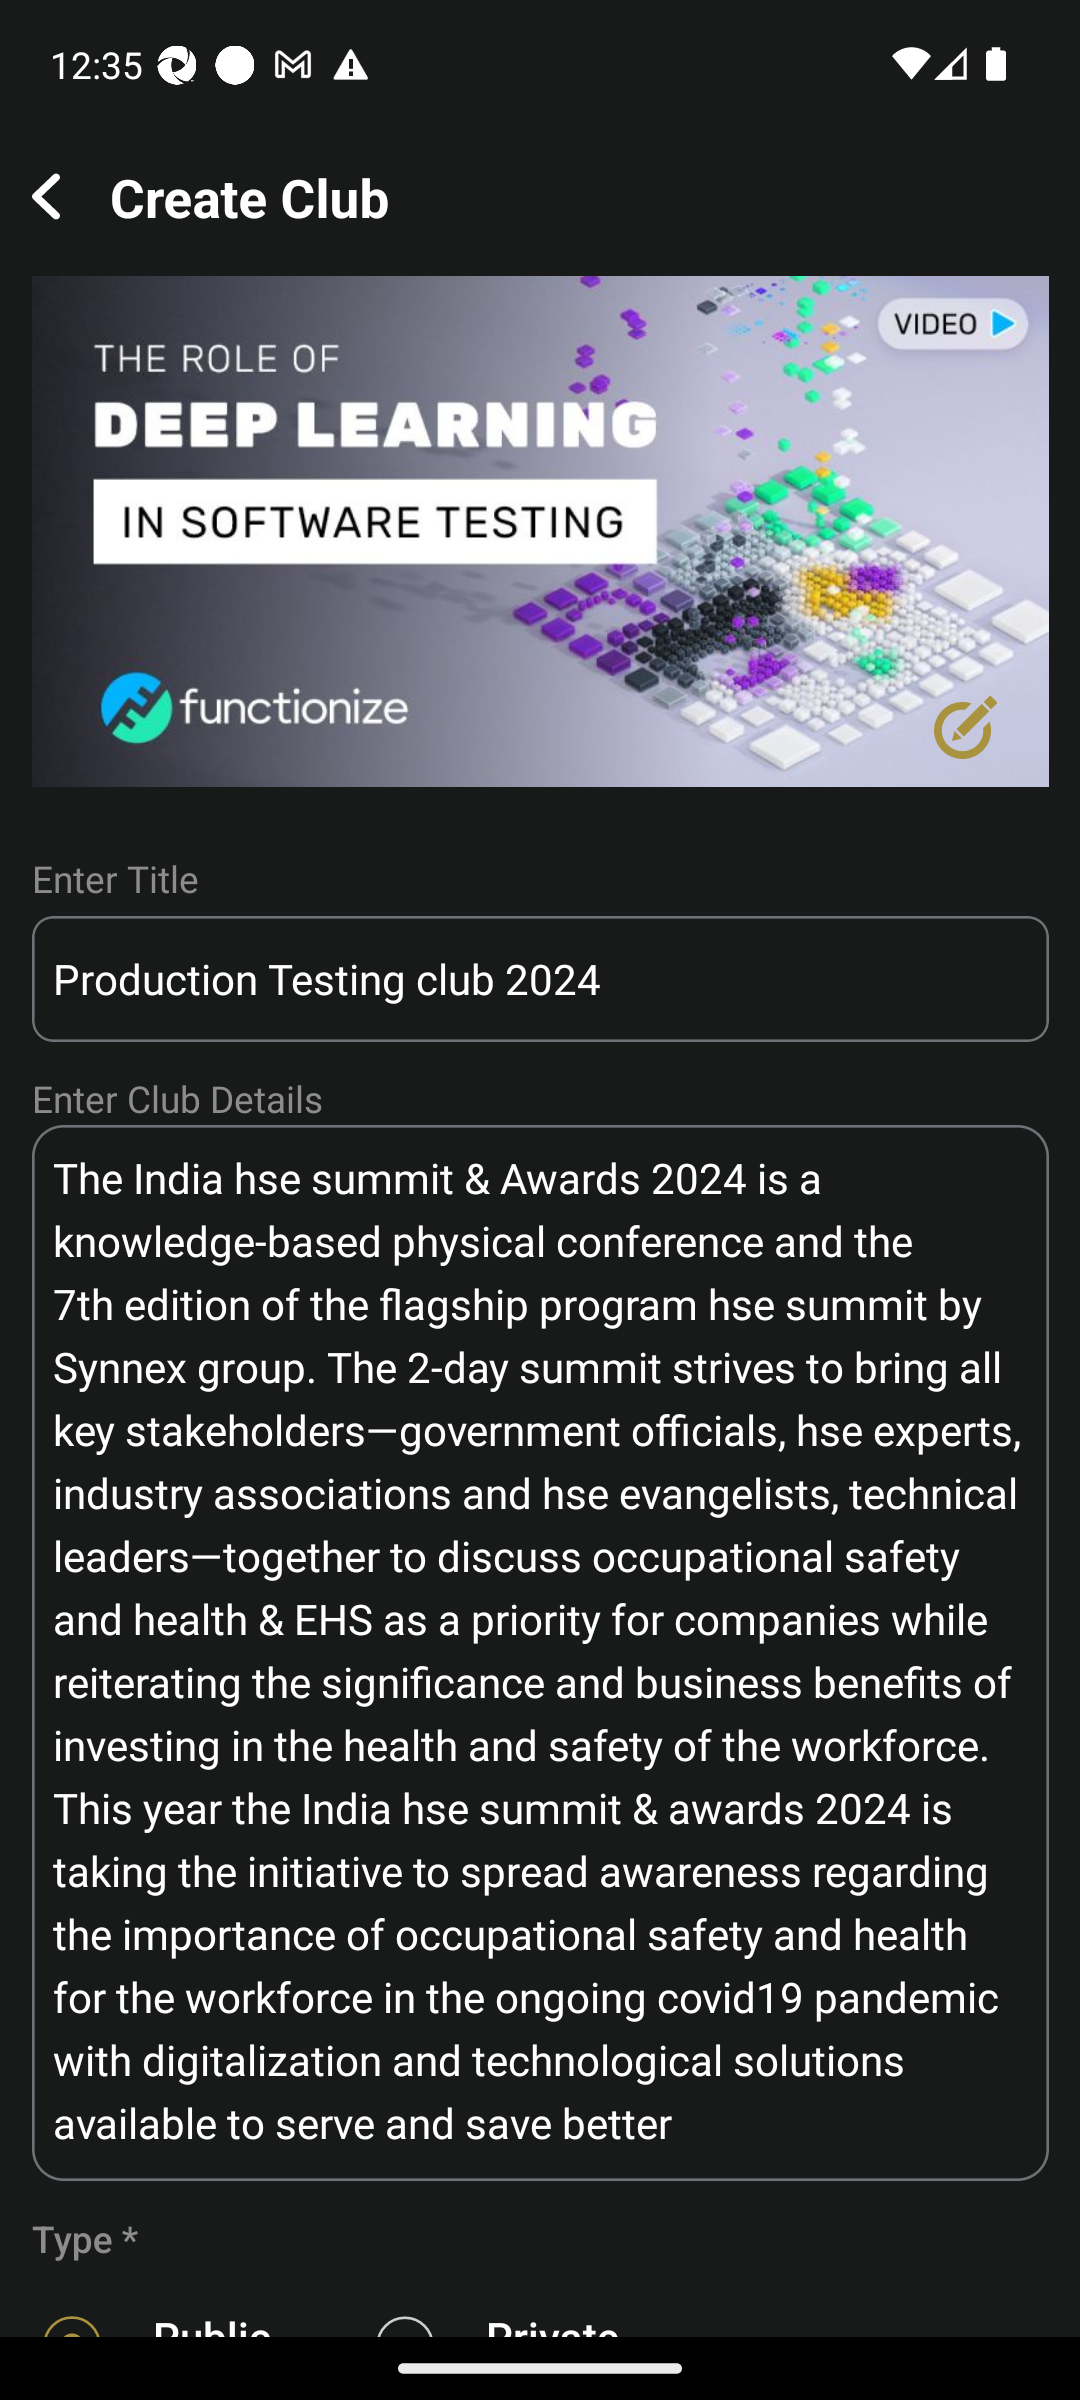 12:35
Create Club
VIDEO
THE ROLE OF
DEEP LEARNING
IN SOFTWARE TESTING
functionize
Enter Title
Production Testing club 2024
Enter Club Details
The India hse summit & Awards 2024 is a
knowledge-based physical conference and the
7th edition of the flagship program hse summit by
Synnex group. The 2-day summit strives to bring all
key stakeholders—government officials, hse experts,
industry associations and hse evangelists, technical
leaders—together to discuss occupational safety
and health & EHS as a priority for companies while
reiterating the significance and business benefits of
investing in the health and safety of the workforce.
This year the India hse summit & awards 2024 is
taking the initiative to spread awareness regarding
the importance of occupational safety and health
for the workforce in the ongoing covid19 pandemic
with digitalization and technological solutions
available to serve and save better
Type *
Public Private